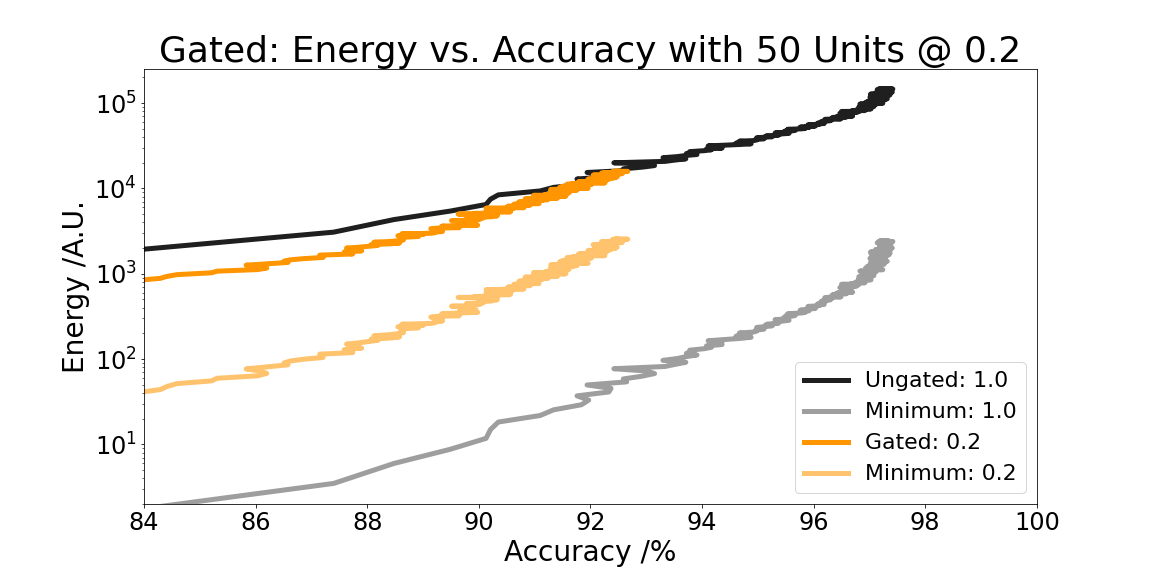 Gated: Energy vs. Accuracy with 50 Units @ 0.2
Energy /A.U.
10^5
10^4
10^3
10^2
10^1
84 86 88 90 92 94 96 98 100
Accuracy /%
Ungated: 1.0
Minimum: 1.0
Gated: 0.2
Minimum: 0.2